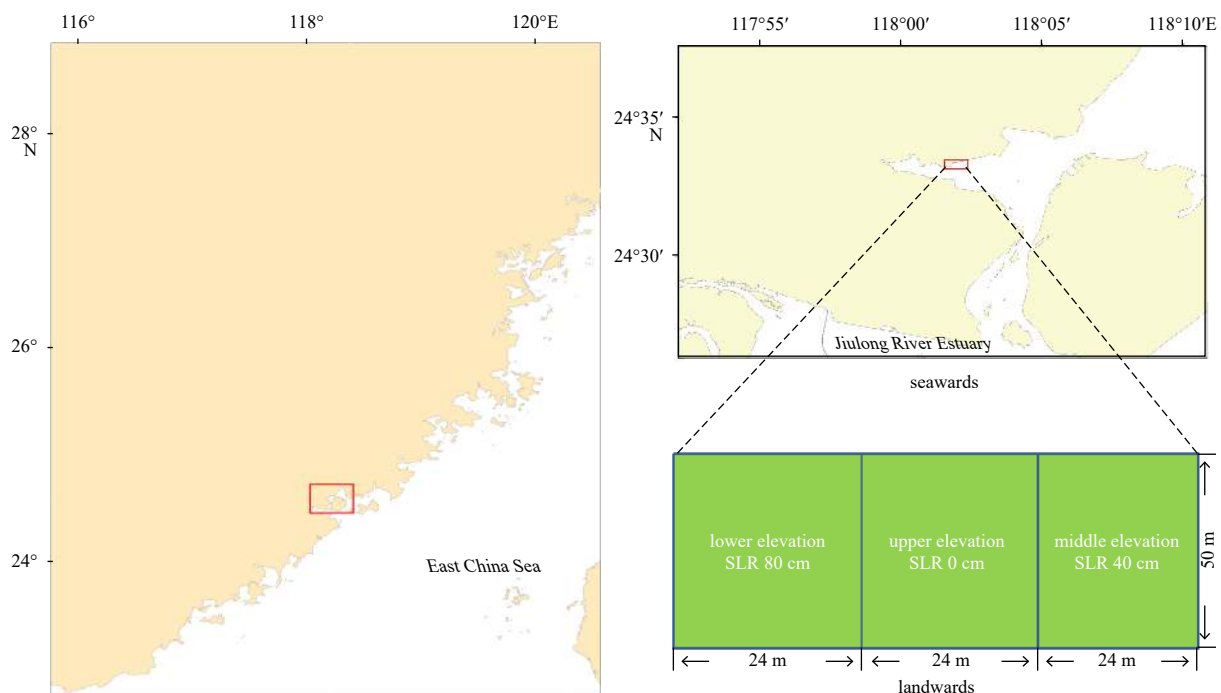 116°
118°
120°E
28°
N
26°
24°
East China Sea
117°55′
118°00′
118°05′
118°10′E
24°35′
N
24°30′
Jiulong River Estuary
seawards
lower elevation
SLR 80 cm
upper elevation
SLR 0 cm
middle elevation
SLR 40 cm
50 m
24 m
24 m
24 m
landwards